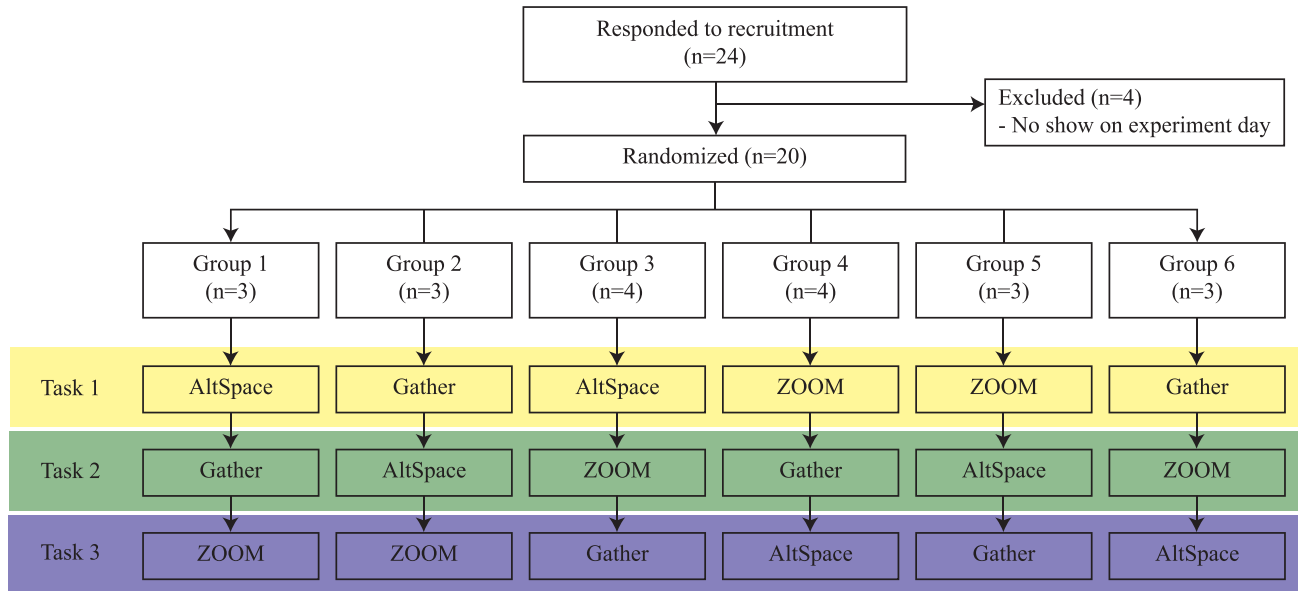 Responded to recruitment
(n=24)
Excluded (n=4)
- No show on experiment day
Randomized (n=20)
Group 1
(n=3)
Group 2
(n=3)
Group 3
(n=4)
Group 4
(n=4)
Group 5
(n=3)
Group 6
(n=3)
Task 1
AltSpace
Gather
AltSpace
ZOOM
ZOOM
Gather
Task 2
Gather
AltSpace
ZOOM
Gather
AltSpace
ZOOM
Task 3
ZOOM
ZOOM
Gather
AltSpace
Gather
AltSpace